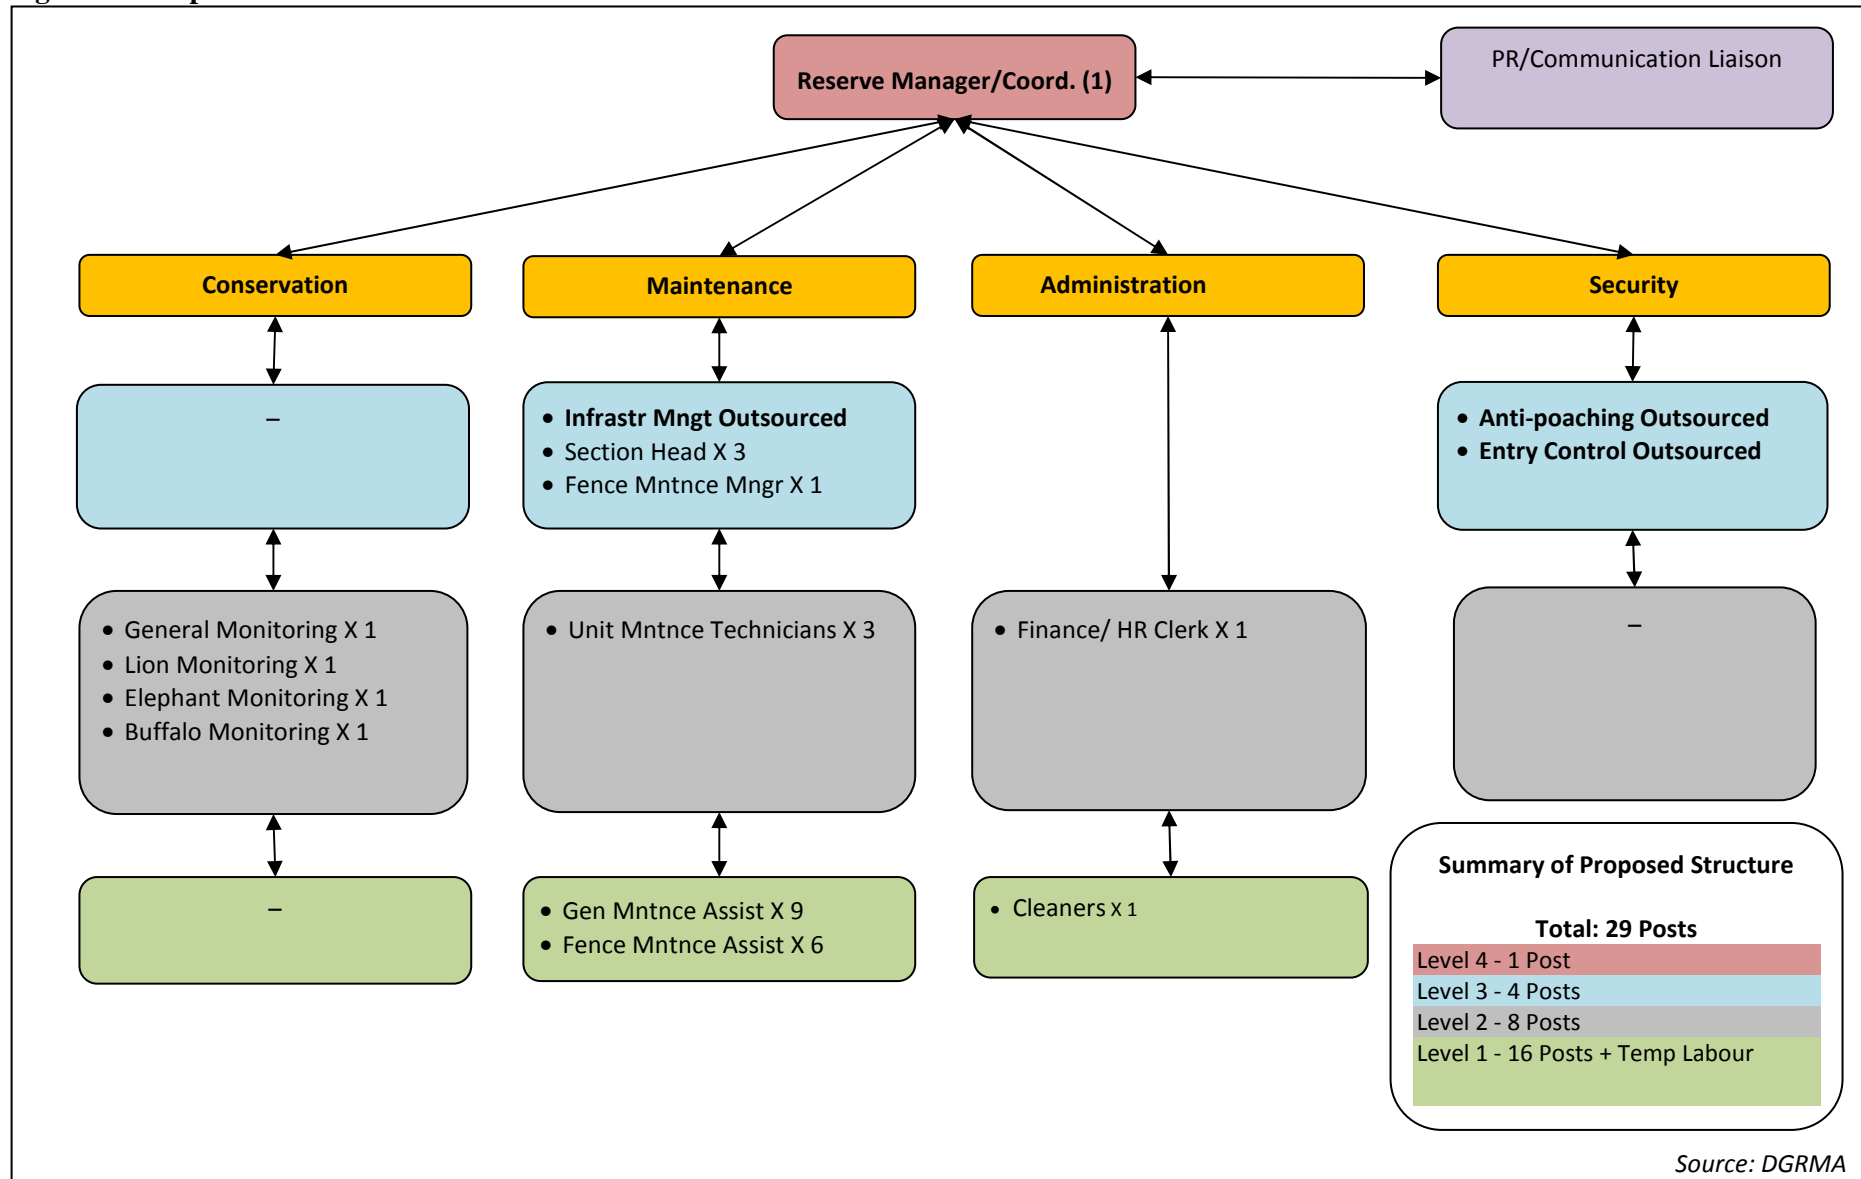 Reserve Manager/Coord. (1)
PR/Communication Liaison
Conservation
Maintenance
Administration
Security
–
• Infrastr Mngt Outsourced
• Section Head X 3
• Fence Mntnce Mngr X 1
• Anti-poaching Outsourced
• Entry Control Outsourced
• General Monitoring X 1
• Lion Monitoring X 1
• Elephant Monitoring X 1
• Buffalo Monitoring X 1
• Unit Mntnce Technicians X 3
• Finance/ HR Clerk X 1
–
–
• Gen Mntnce Assist X 9
• Fence Mntnce Assist X 6
• Cleaners X 1
Summary of Proposed Structure
Total: 29 Posts
Level 4 - 1 Post
Level 3 - 4 Posts
Level 2 - 8 Posts
Level 1 - 16 Posts + Temp Labour
Source: DGRMA